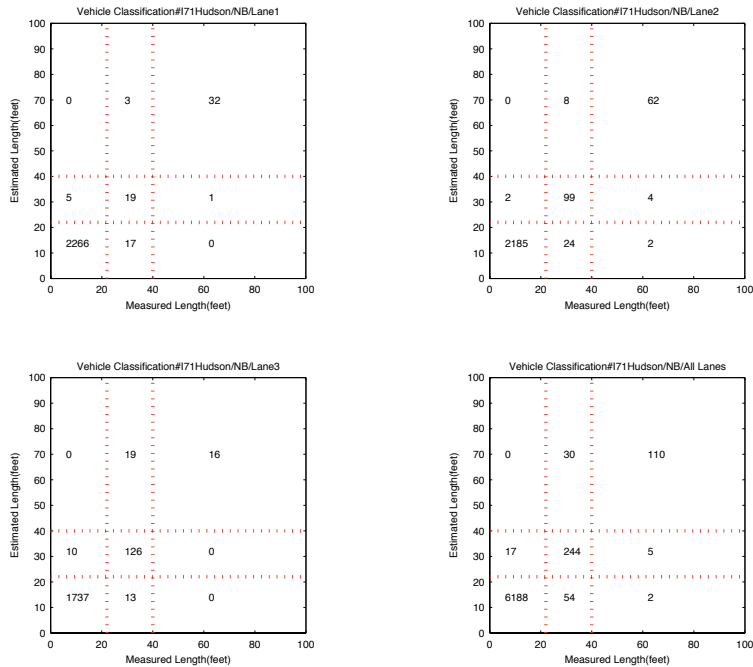 Vehicle Classification#I71Hudson/NB/Lane1
100
90
80
70
60
50
40
30
20
10
0
Estimated Length(feet)
0 3 32
5 19 1
2266 17 0
0 20 40 60 80 100
Measured Length(feet)
Vehicle Classification#I71Hudson/NB/Lane2
100
90
80
70
60
50
40
30
20
10
0
Estimated Length(feet)
0 8 62
2 99 4
2185 24 2
0 20 40 60 80 100
Measured Length(feet)
Vehicle Classification#I71Hudson/NB/Lane3
100
90
80
70
60
50
40
30
20
10
0
Estimated Length(feet)
0 19 16
10 126 0
1737 13 0
0 20 40 60 80 100
Measured Length(feet)
Vehicle Classification#I71Hudson/NB/All Lanes
100
90
80
70
60
50
40
30
20
10
0
Estimated Length(feet)
0 30 110
17 244 5
6188 54 2
0 20 40 60 80 100
Measured Length(feet)